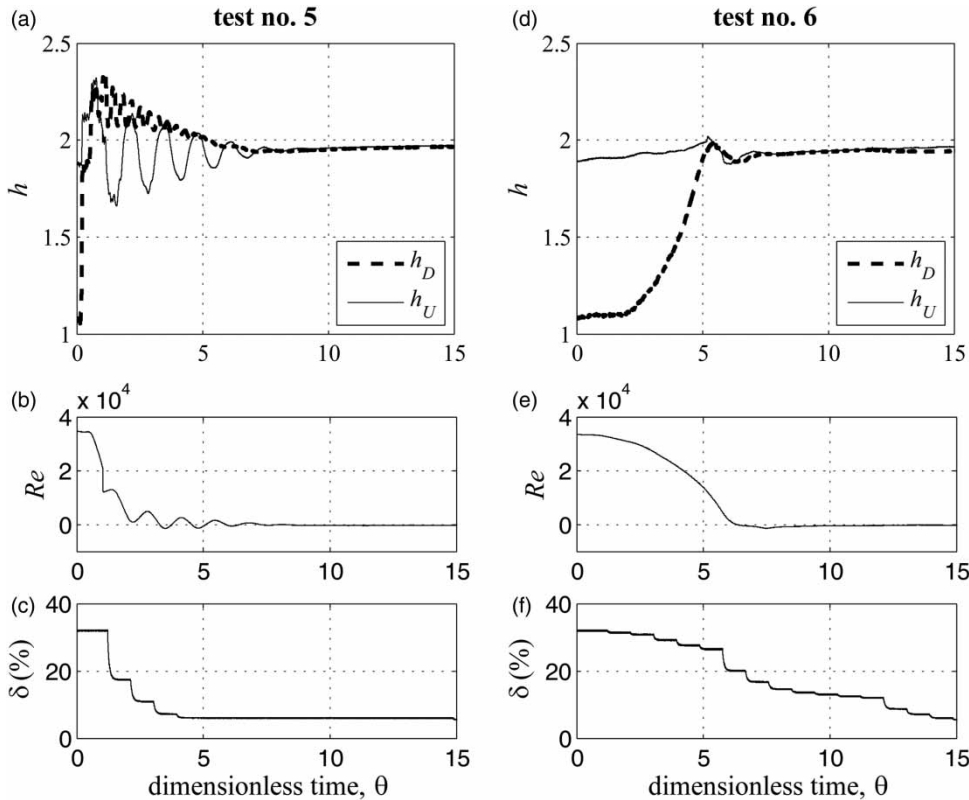 (a)
test no. 5
2.5
2
1.5
1
h
h_D
h_U
0
5
10
15
(b)
x 10^4
4
2
0
Re
0
5
10
15
(c)
40
20
0
δ (%)
0
5
10
15
dimensionless time, θ
(d)
test no. 6
2.5
2
1.5
1
h
h_D
h_U
0
5
10
15
(e)
x 10^4
4
2
0
Re
0
5
10
15
(f)
40
20
0
δ (%)
0
5
10
15
dimensionless time, θ